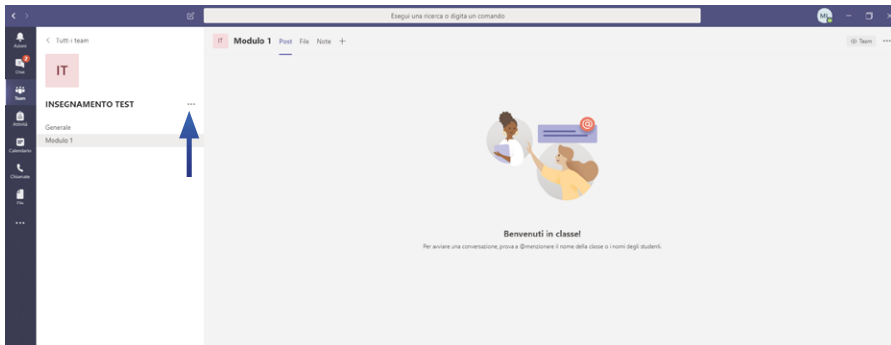 Esegui una ricerca o digita un comando
Azioni
Chat
Team
Attività
Calendario
Chiamate
File
< Tutti i team
IT
INSEGNAMENTO TEST
Generale
Modulo 1
IT Modulo 1 Post File Note +
Team
Benvenuti in classe!
Per avviare una conversazione, prova a @menzionare il nome della classe o i nomi degli studenti.